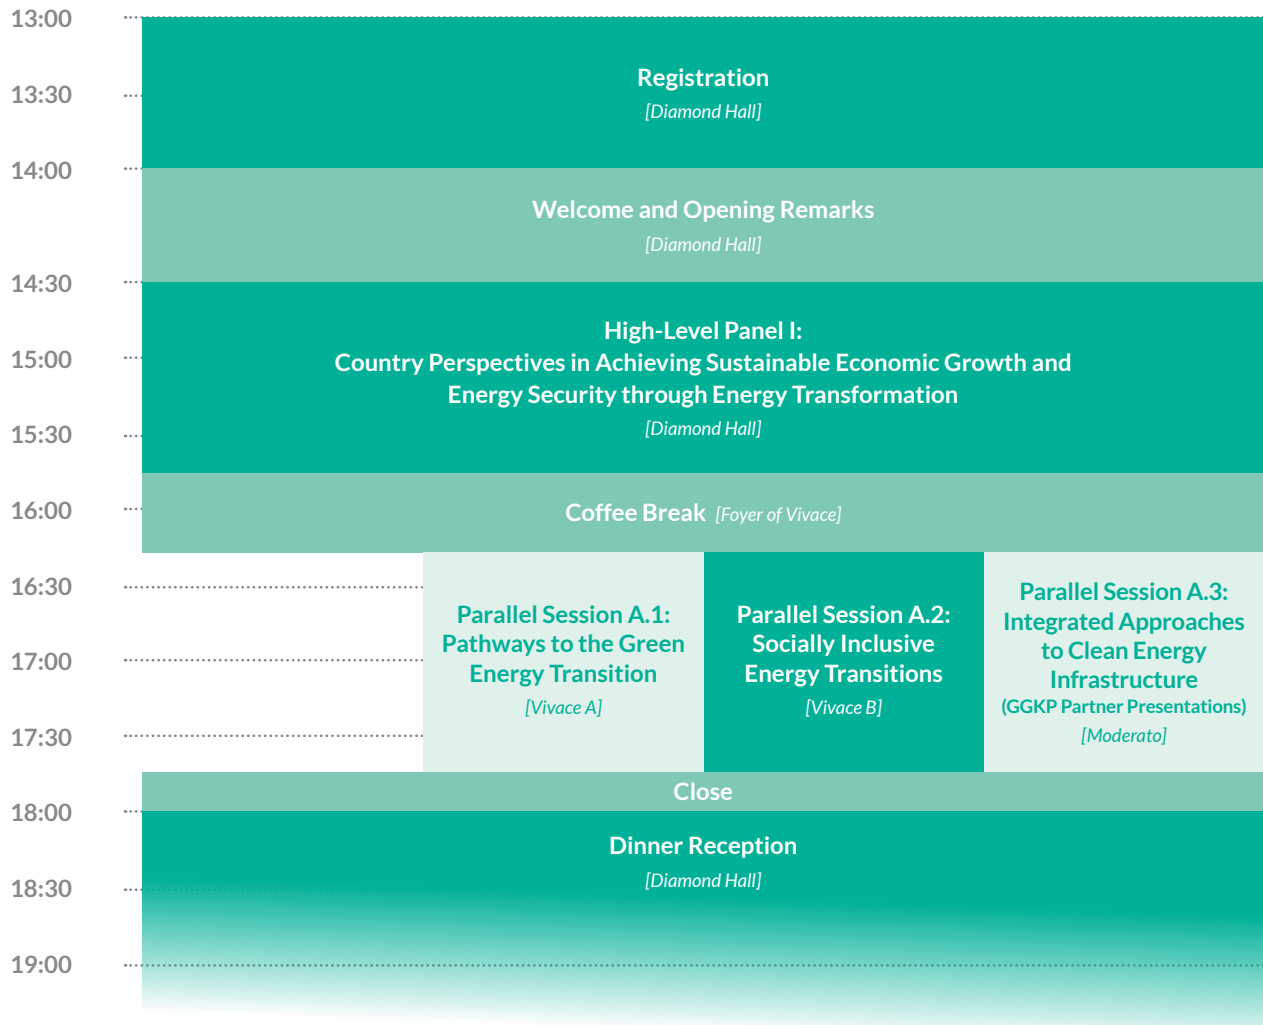 13:00
Registration
13:30
[Diamond Hall]
14:00
Welcome and Opening Remarks
[Diamond Hall]
14:30
High-Level Panel I:
15:00
Country Perspectives in Achieving Sustainable Economic Growth and
Energy Security through Energy Transformation
[Diamond Hall]
15:30
16:00
Coffee Break [Foyer of Vivace]
16:30
Parallel Session A.1:
Pathways to the Green
Energy Transition
[Vivace A]
Parallel Session A.2:
Socially Inclusive
Energy Transitions
[Vivace B]
Parallel Session A.3:
Integrated Approaches
to Clean Energy
Infrastructure
(GGKP Partner Presentations)
[Moderato]
17:00
17:30
Close
18:00
Dinner Reception
[Diamond Hall]
18:30
19:00